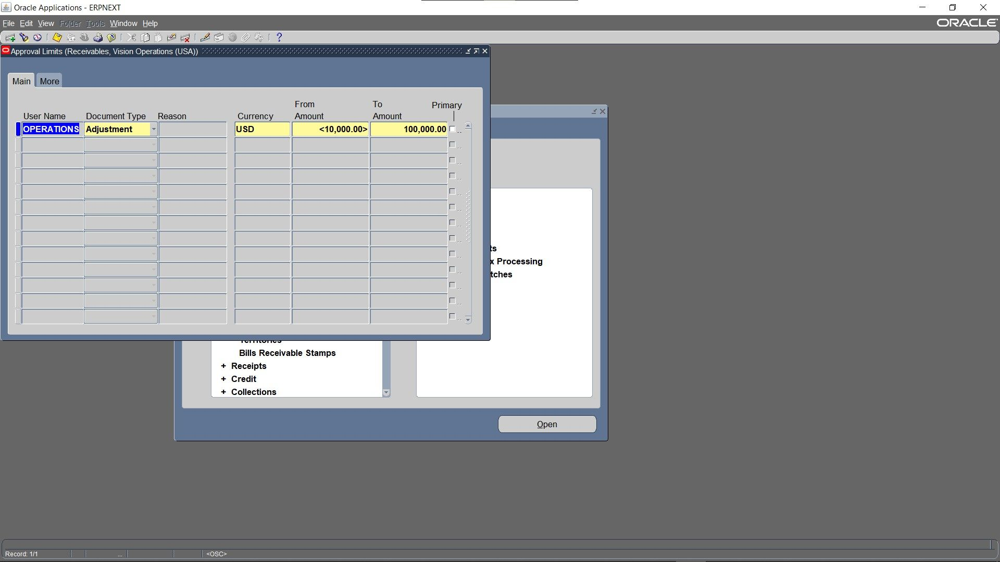 Oracle Applications - ERPNEXT
File Edit View Folder Tools Window Help
ORACLE
Approval Limits (Receivables, Vision Operations (USA))
Main More
From To Primary
User Name Document Type Reason Currency Amount Amount
OPERATIONS Adjustment USD <10,000.00> 100,000.00
ts
x Processing
tches
Territories
Bills Receivable Stamps
+ Receipts
+ Credit
+ Collections
Open
Record: 1/1 ... <OSC>